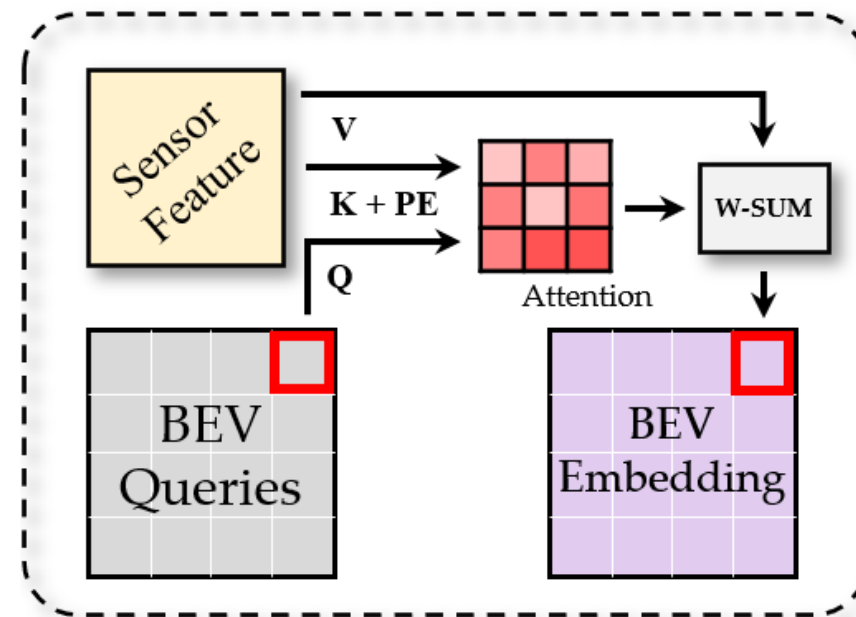 Sensor
Feature
V
K + PE
Q
Attention
W-SUM
BEV
Queries
BEV
Embedding